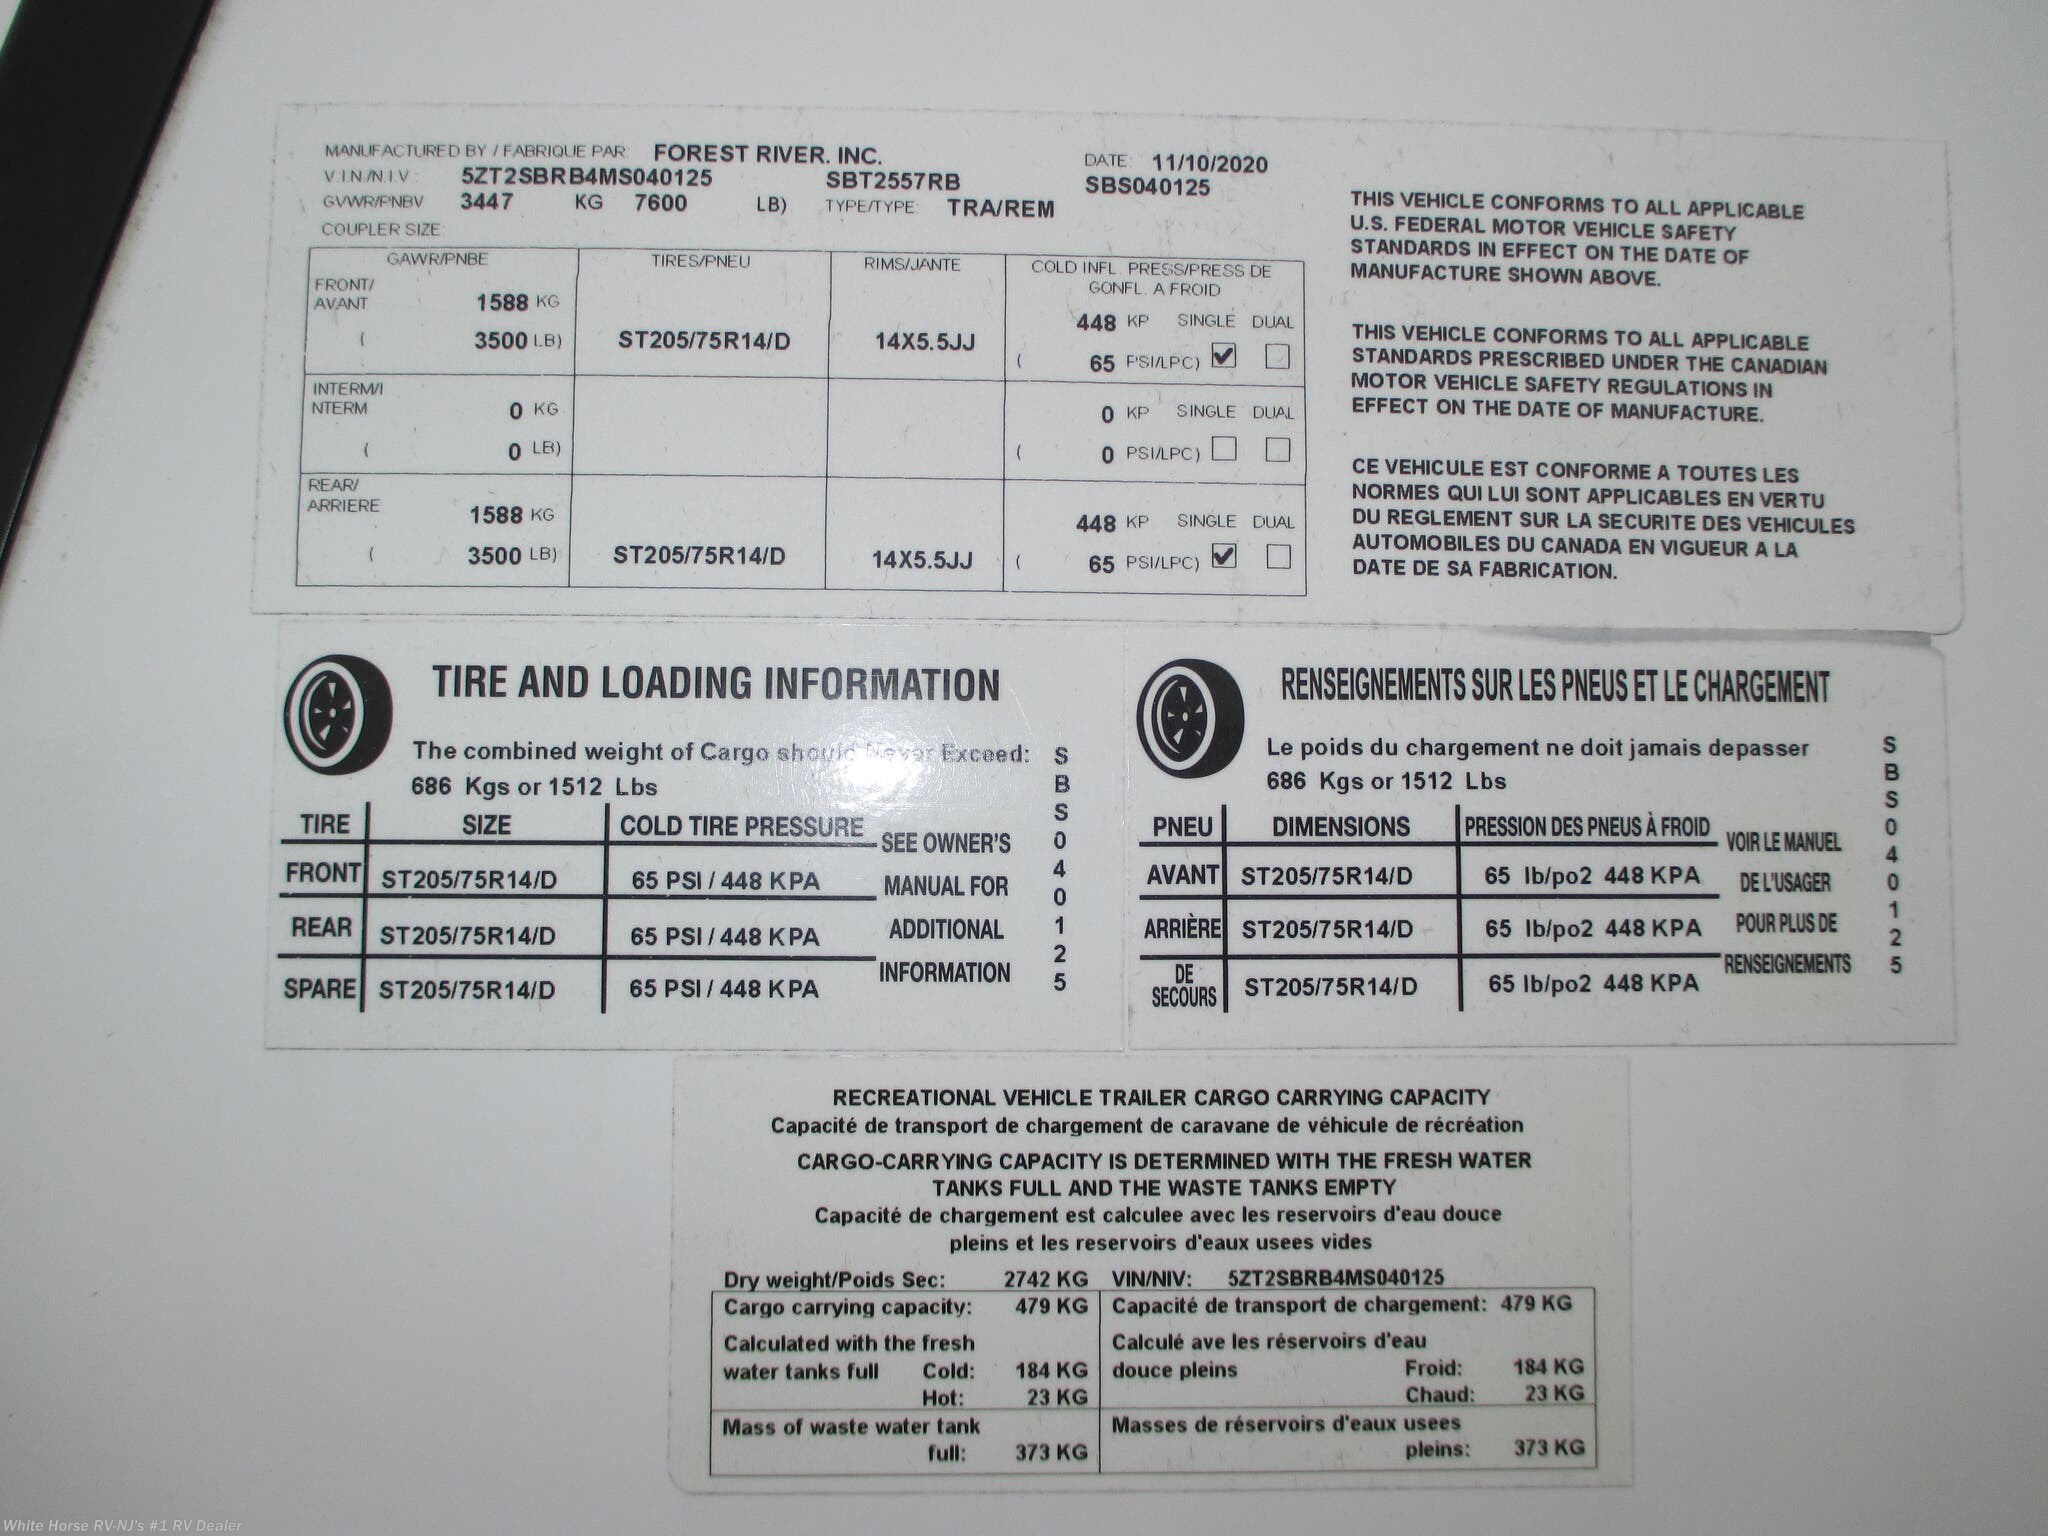 MANUFACTURED BY / FABRIQUE PAR: FOREST RIVER. INC. DATE: 11/10/2020
V.I.N./N.I.V.: 5ZT2SBRB4MS040125 SBT2557RB SBS040125
GVWR/PNBV 3447 KG 7600 LB) TYPE/TYPE: TRA/REM
COUPLER SIZE:
GAWR/PNBE TIRES/PNEU RIMS/JANTE COLD INFL. PRESS/PRESS DE
GONFL. A FROID
FRONT/
AVANT 1588 KG 448 KP SINGLE DUAL
( 3500 LB) ST205/75R14/D 14X5.5JJ ( 65 PSI/LPC)
INTERM/I
NTERM 0 KG 0 KP SINGLE DUAL
( 0 LB) ( 0 PSI/LPC)
REAR/
ARRIERE 1588 KG 448 KP SINGLE DUAL
( 3500 LB) ST205/75R14/D 14X5.5JJ ( 65 PSI/LPC)
THIS VEHICLE CONFORMS TO ALL APPLICABLE
U.S. FEDERAL MOTOR VEHICLE SAFETY
STANDARDS IN EFFECT ON THE DATE OF
MANUFACTURE SHOWN ABOVE.
THIS VEHICLE CONFORMS TO ALL APPLICABLE
STANDARDS PRESCRIBED UNDER THE CANADIAN
MOTOR VEHICLE SAFETY REGULATIONS IN
EFFECT ON THE DATE OF MANUFACTURE.
CE VEHICULE EST CONFORME A TOUTES LES
NORMES QUI LUI SONT APPLICABLES EN VERTU
DU REGLEMENT SUR LA SECURITE DES VEHICULES
AUTOMOBILES DU CANADA EN VIGUEUR A LA
DATE DE SA FABRICATION.
TIRE AND LOADING INFORMATION
The combined weight of Cargo should Never Exceed:
686 Kgs or 1512 Lbs
TIRE SIZE COLD TIRE PRESSURE
FRONT ST205/75R14/D 65 PSI / 448 KPA
REAR ST205/75R14/D 65 PSI / 448 KPA
SPARE ST205/75R14/D 65 PSI / 448 KPA
SEE OWNER'S
MANUAL FOR
ADDITIONAL
INFORMATION
SBS040125
RENSEIGNEMENTS SUR LES PNEUS ET LE CHARGEMENT
Le poids du chargement ne doit jamais depasser
686 Kgs or 1512 Lbs
PNEU DIMENSIONS PRESSION DES PNEUS À FROID
AVANT ST205/75R14/D 65 lb/po2 448 KPA
ARRIÈRE ST205/75R14/D 65 lb/po2 448 KPA
DE
SECOURS ST205/75R14/D 65 lb/po2 448 KPA
VOIR LE MANUEL
DE L'USAGER
POUR PLUS DE
RENSEIGNEMENTS
SBS040125
RECREATIONAL VEHICLE TRAILER CARGO CARRYING CAPACITY
Capacité de transport de chargement de caravane de véhicule de récréation
CARGO-CARRYING CAPACITY IS DETERMINED WITH THE FRESH WATER
TANKS FULL AND THE WASTE TANKS EMPTY
Capacité de chargement est calculee avec les reservoirs d'eau douce
pleins et les reservoirs d'eaux usees vides
Dry weight/Poids Sec: 2742 KG VIN/NIV: 5ZT2SBRB4MS040125
Cargo carrying capacity: 479 KG Capacité de transport de chargement: 479 KG
Calculated with the fresh Calculé ave les réservoirs d'eau
water tanks full Cold: 184 KG douce pleins Froid: 184 KG
Hot: 23 KG Chaud: 23 KG
Mass of waste water tank Masses de réservoirs d'eaux usees
full: 373 KG pleins: 373 KG
White Horse RV-NJ's #1 RV Dealer